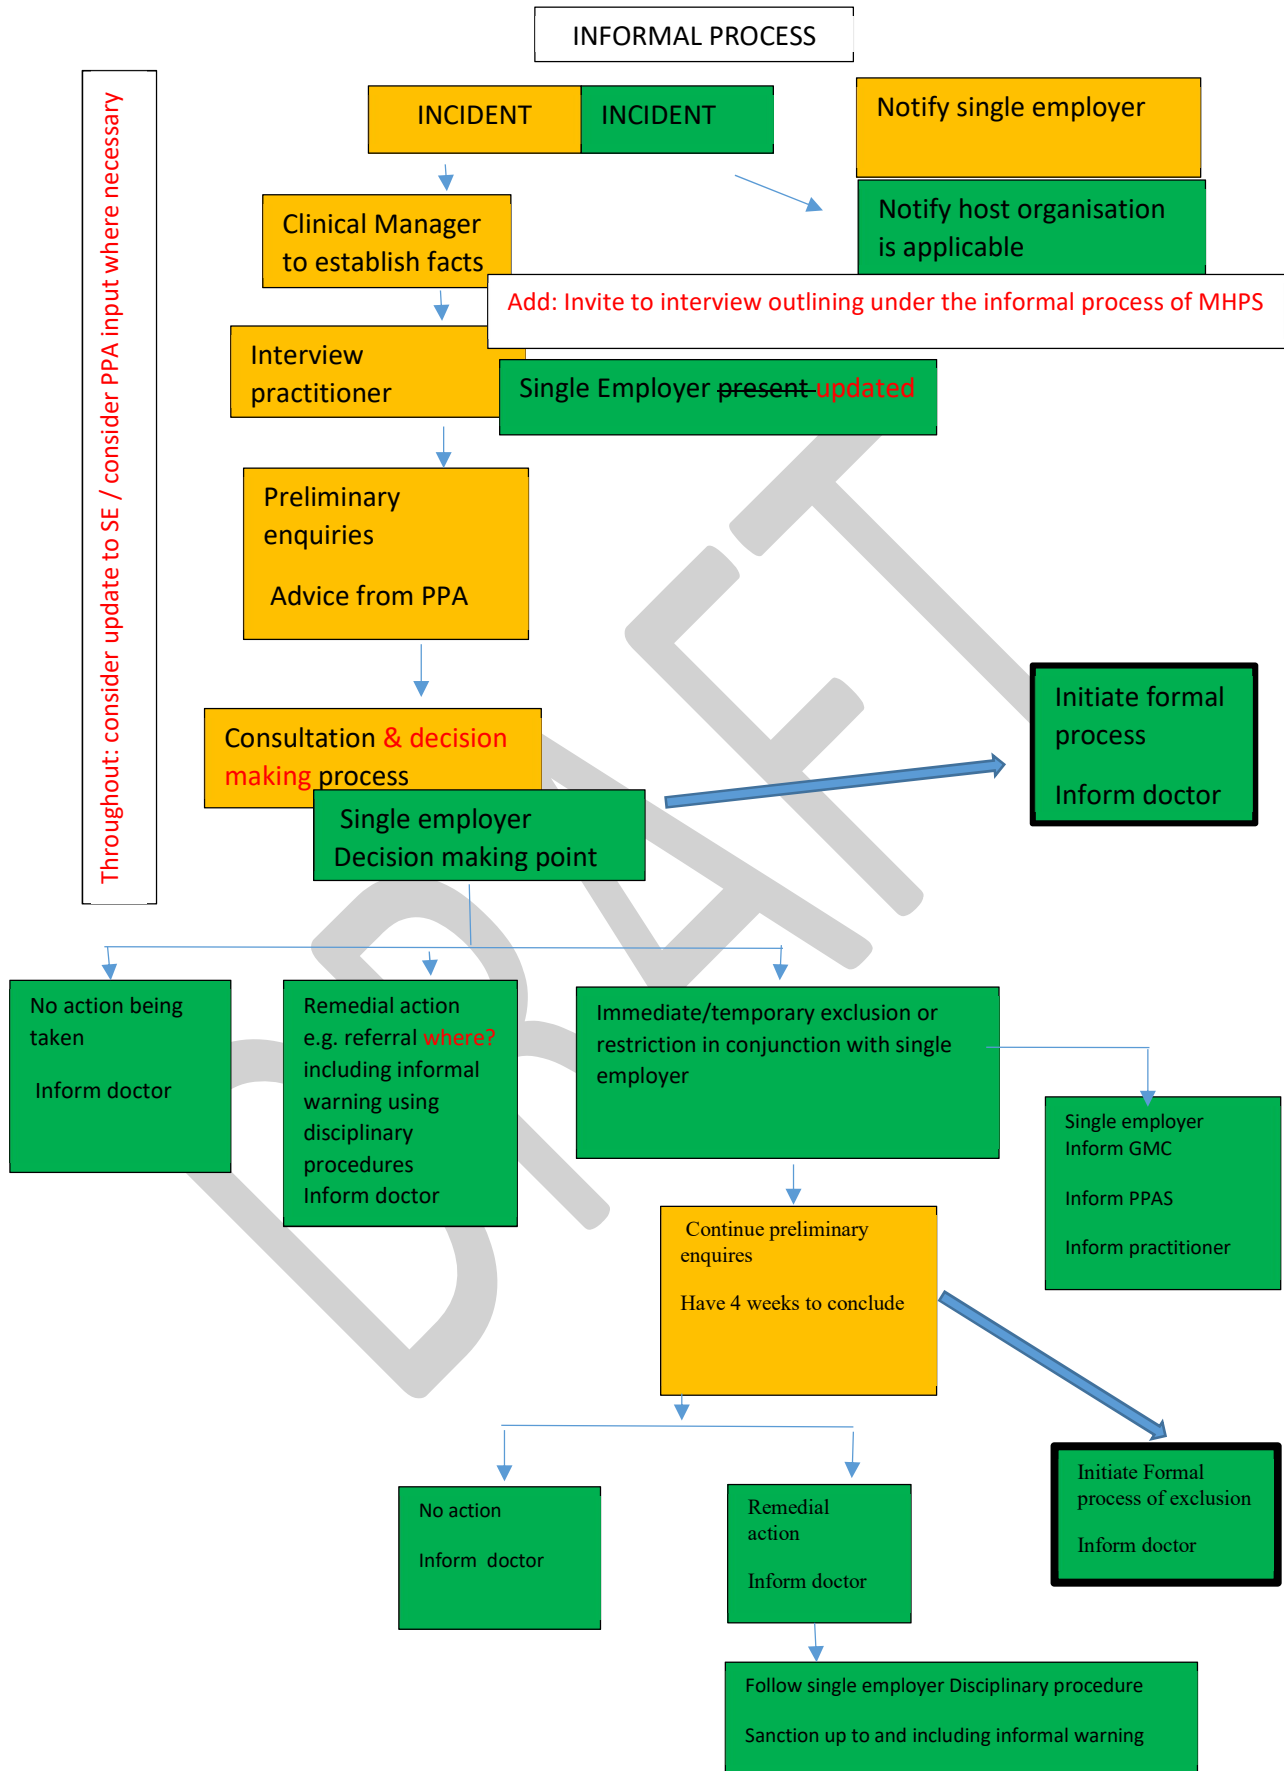 INFORMAL PROCESS
Throughout: consider update to SE / consider PPA input where necessary
INCIDENT
INCIDENT
Notify single employer
Notify host organisation
is applicable
Clinical Manager
to establish facts
Add: Invite to interview outlining under the informal process of MHPS
Interview
practitioner
Single Employer present updated
Preliminary
enquiries
Advice from PPA
Consultation & decision
making process
Single employer
Decision making point
Initiate formal
process
Inform doctor
No action being
taken
Inform doctor
Remedial action
e.g. referral where?
including informal
warning using
disciplinary
procedures
Inform doctor
Immediate/temporary exclusion or
restriction in conjunction with single
employer
Single employer
Inform GMC
Inform PPAS
Inform practitioner
Continue preliminary
enquires
Have 4 weeks to conclude
No action
Inform doctor
Remedial
action
Inform doctor
Initiate Formal
process of exclusion
Inform doctor
Follow single employer Disciplinary procedure
Sanction up to and including informal warning
DRAFT